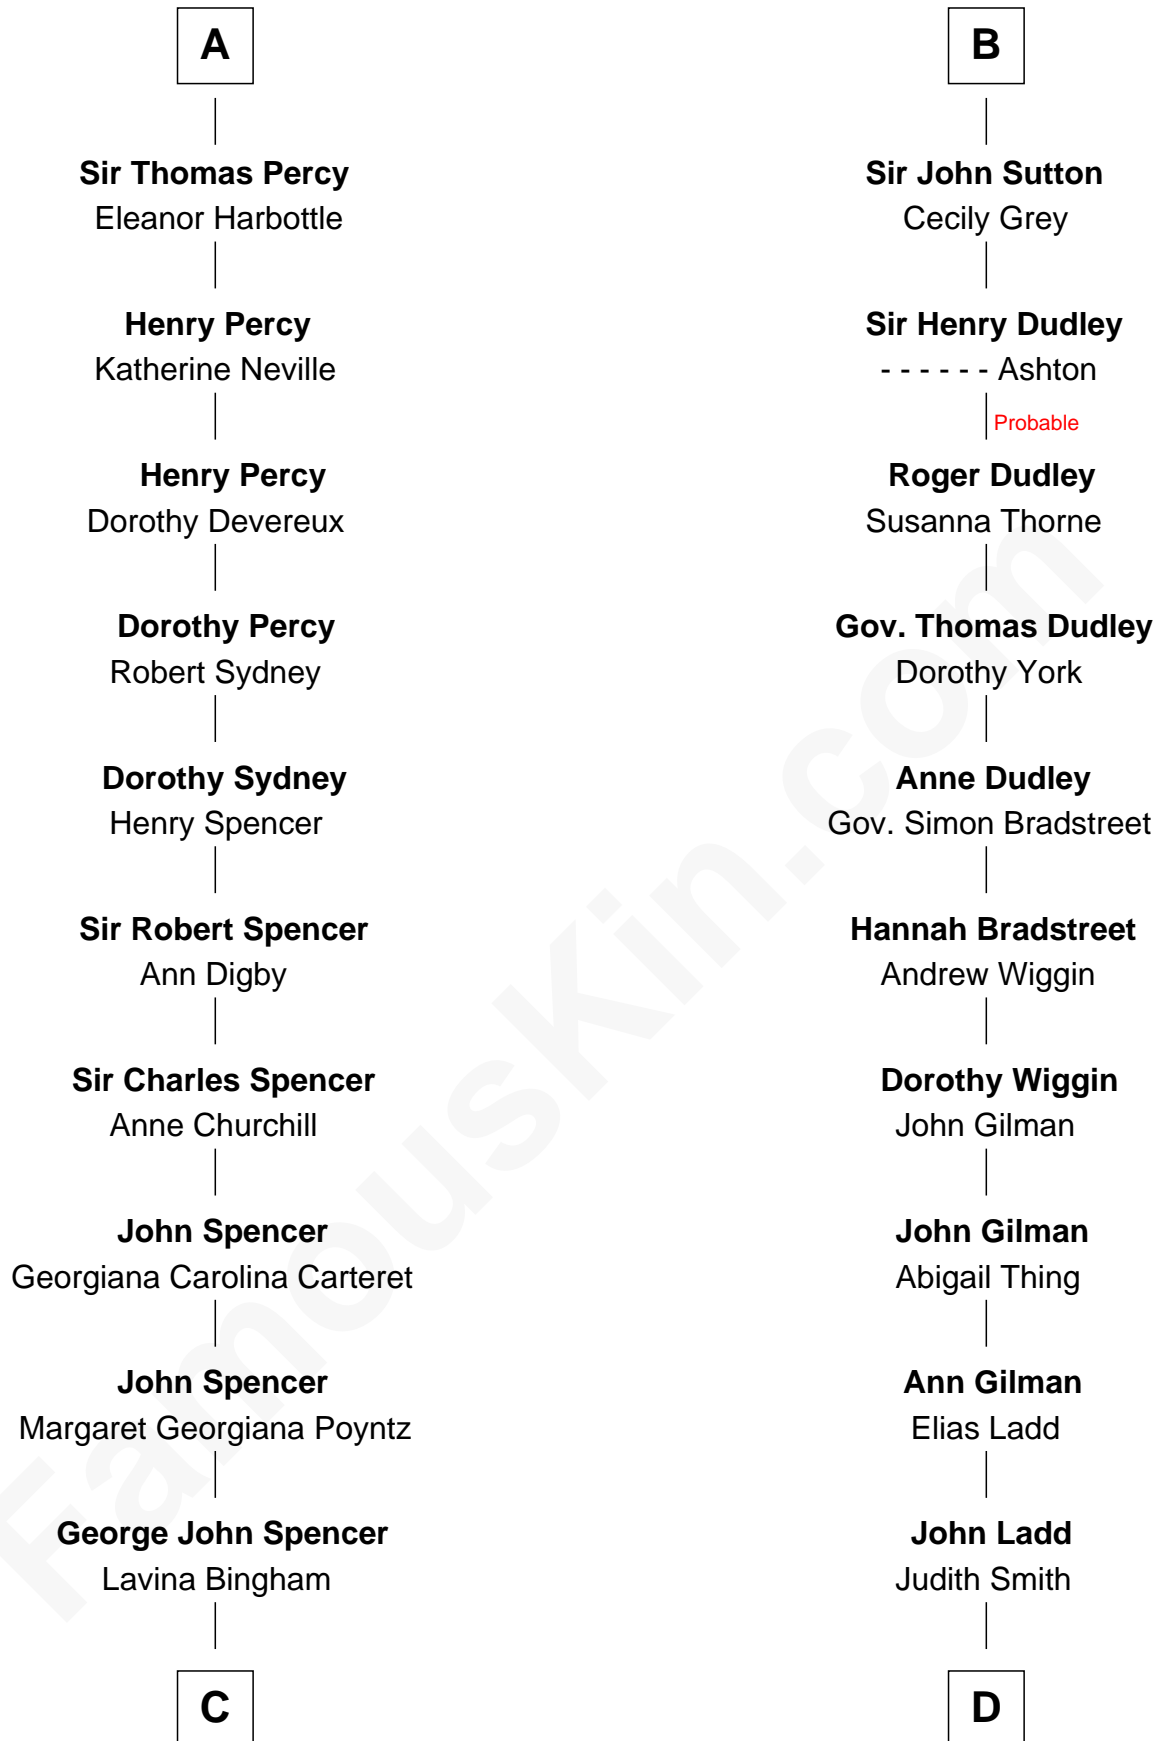 A
Sir Thomas Percy
Eleanor Harbottle
Henry Percy
Katherine Neville
Henry Percy
Dorothy Devereux
Dorothy Percy
Robert Sydney
Dorothy Sydney
Henry Spencer
Sir Robert Spencer
Ann Digby
Sir Charles Spencer
Anne Churchill
John Spencer
Georgiana Carolina Carteret
John Spencer
Margaret Georgiana Poyntz
George John Spencer
Lavina Bingham
C
B
Sir John Sutton
Cecily Grey
Sir Henry Dudley
- - - - - - Ashton
Probable
Roger Dudley
Susanna Thorne
Gov. Thomas Dudley
Dorothy York
Anne Dudley
Gov. Simon Bradstreet
Hannah Bradstreet
Andrew Wiggin
Dorothy Wiggin
John Gilman
John Gilman
Abigail Thing
Ann Gilman
Elias Ladd
John Ladd
Judith Smith
D
FamousKin.com